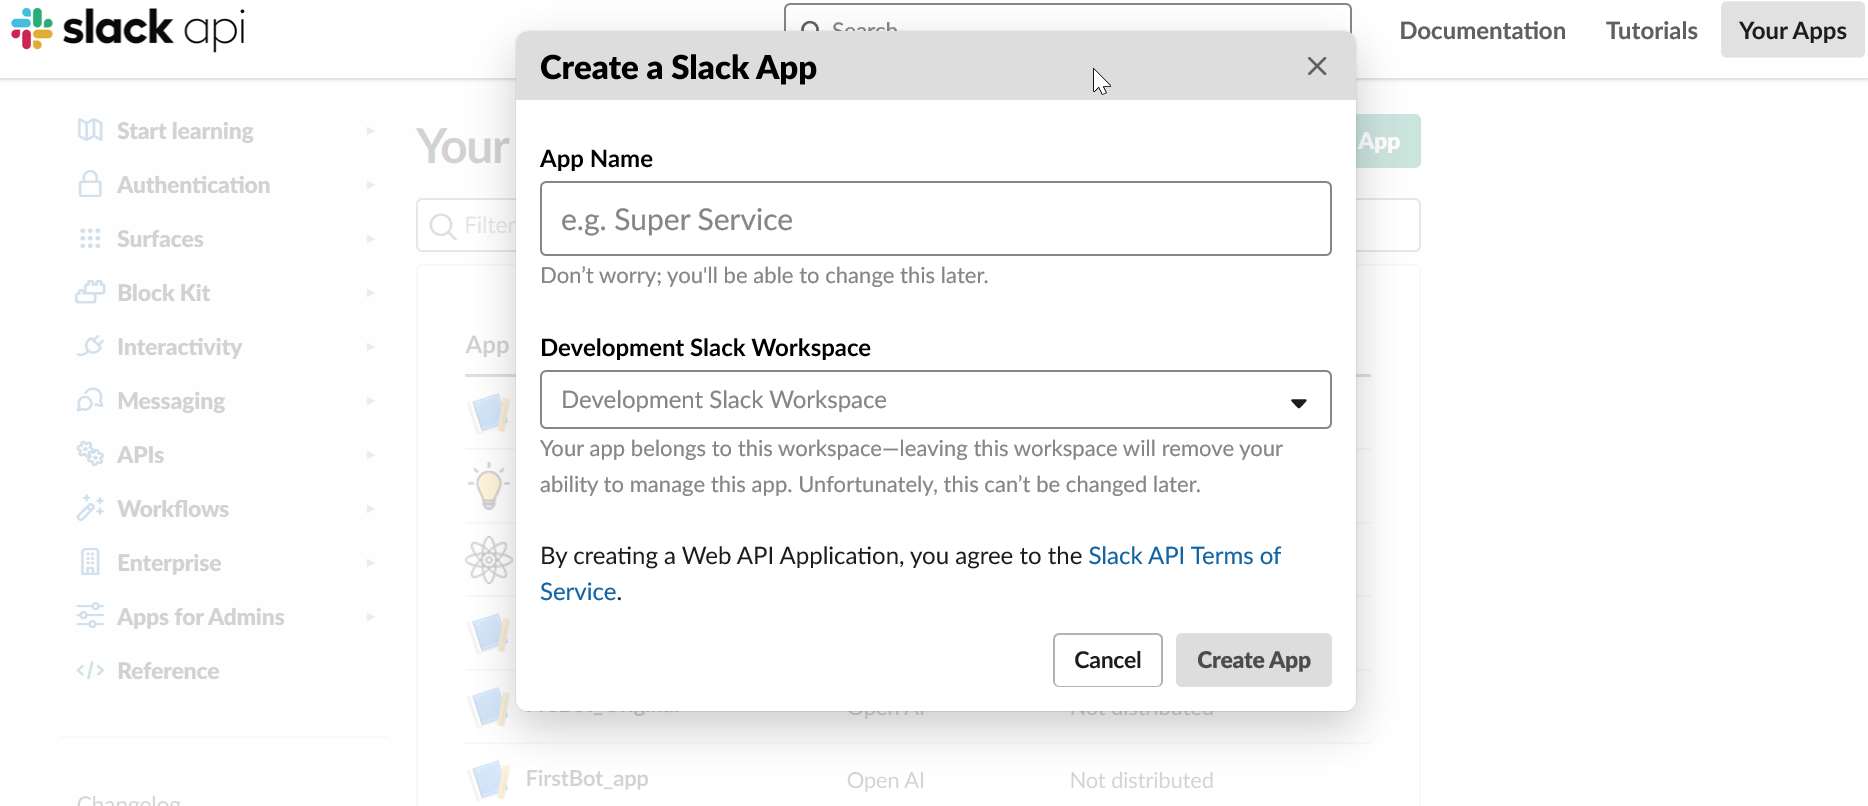 slack api
Search
Documentation
Tutorials
Your Apps
Create a Slack App
Start learning
Authentication
Surfaces
Block Kit
Interactivity
Messaging
APIs
Workflows
Enterprise
Apps for Admins
Reference
Changelog
Your
App
Filter
App
App Name
e.g. Super Service
Don't worry; you'll be able to change this later.
Development Slack Workspace
Development Slack Workspace
Your app belongs to this workspace—leaving this workspace will remove your
ability to manage this app. Unfortunately, this can't be changed later.
By creating a Web API Application, you agree to the Slack API Terms of
Service.
Cancel
Create App
Open AI
Not distributed
FirstBot_app
Open AI
Not distributed